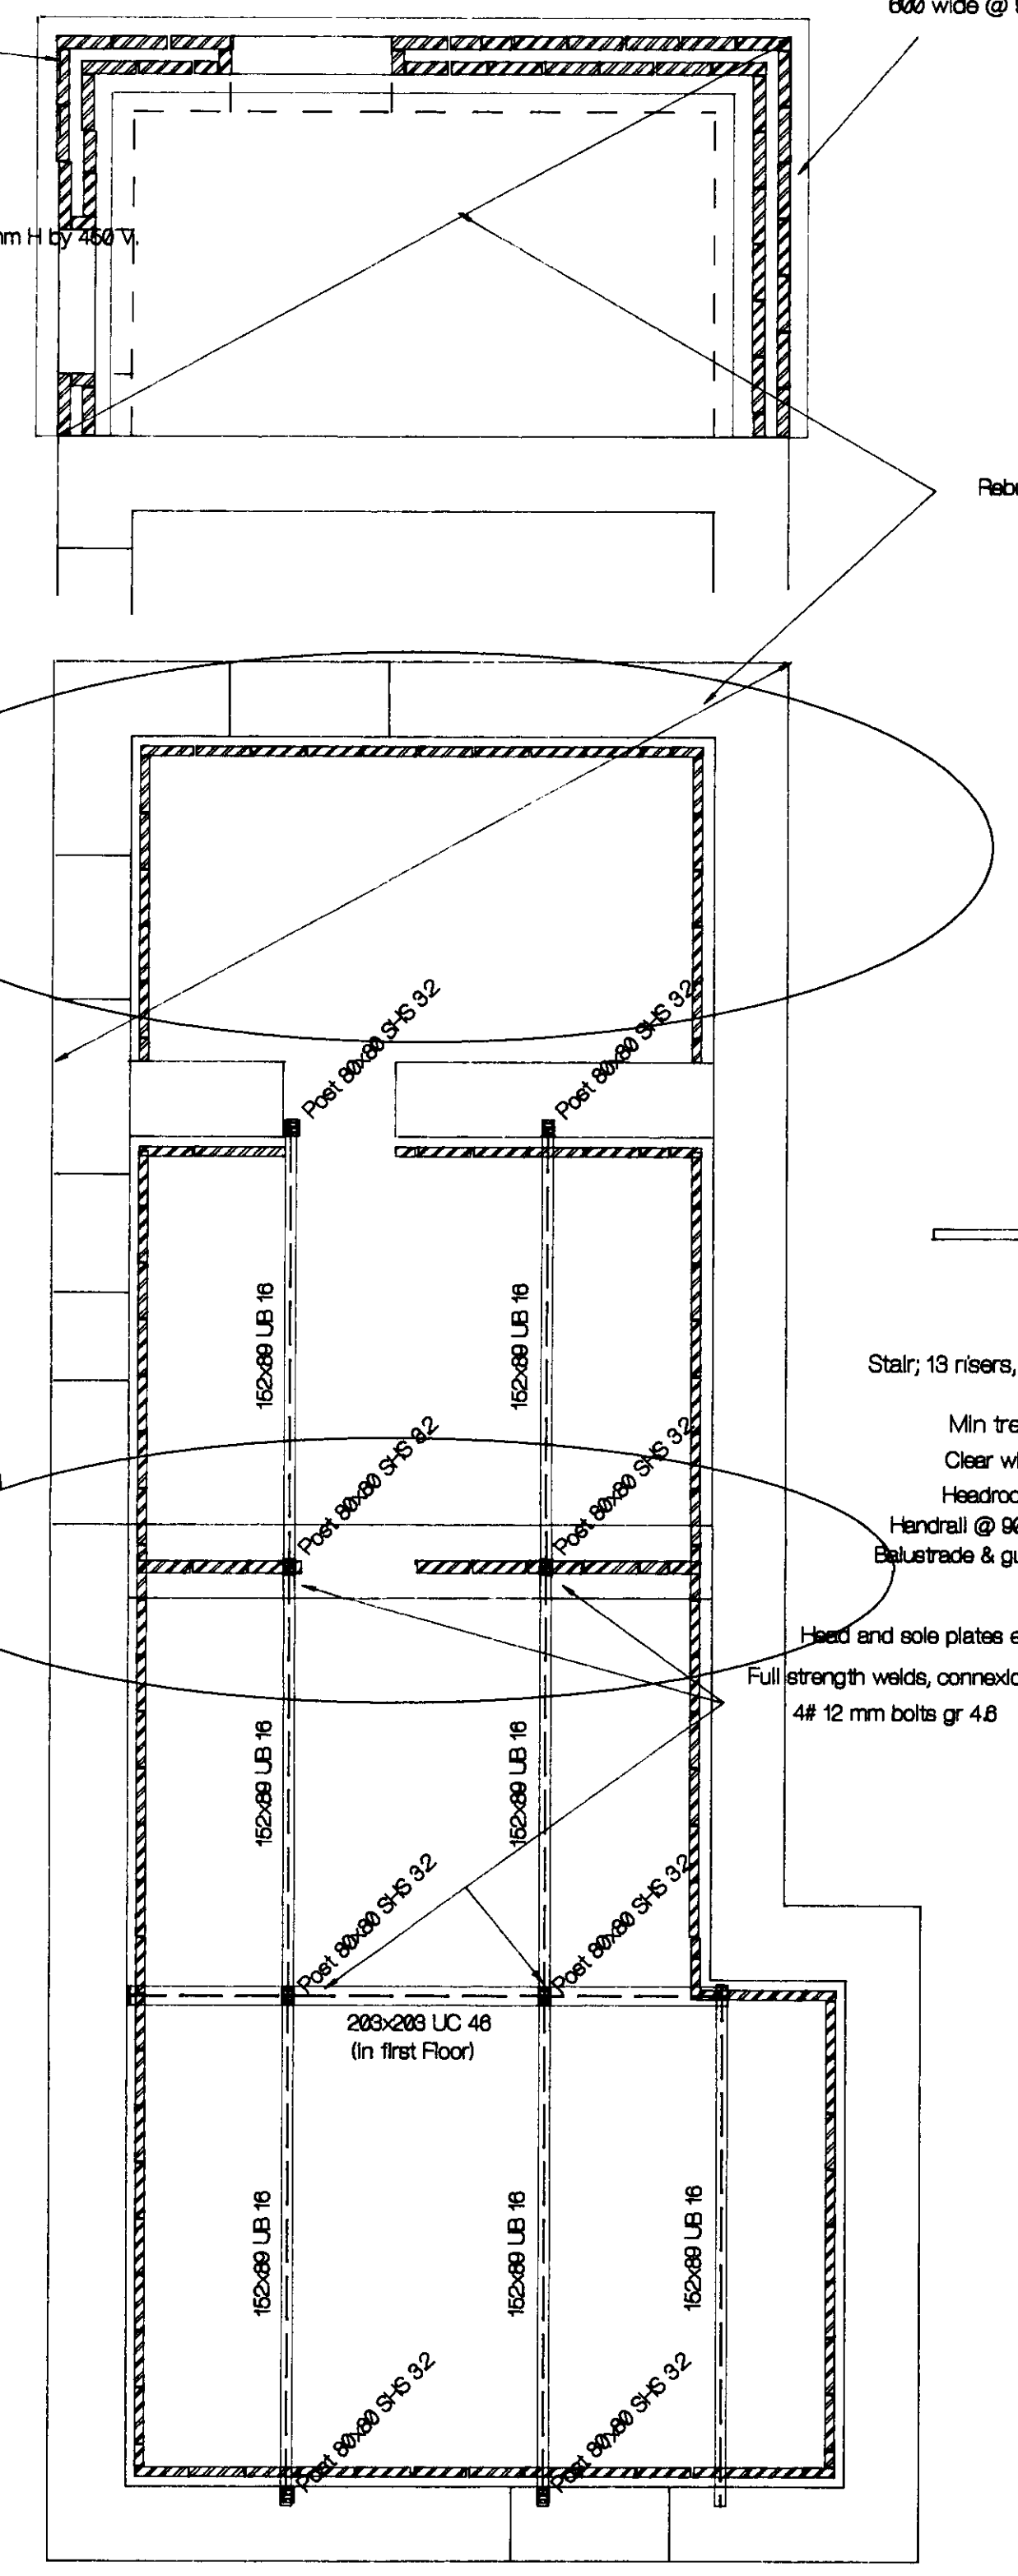 600 wide @
mm H by 450 V.
Post 80x80 SHS 3.2
Post 80x80 SHS 3.2
152x89 UB 16
152x89 UB 16
Stair; 13 risers,
Min tre
Clear wi
Headroo
Handrail @ 90
Balustrade & gu
Post 80x80 SHS 3.2
Post 80x80 SHS 3.2
Head and sole plates e
Full strength welds, connexio
4# 12 mm bolts gr 4.6
152x89 UB 16
152x89 UB 16
Post 80x80 SHS 3.2
Post 80x80 SHS 3.2
203x203 UC 46
(in first Floor)
152x89 UB 16
152x89 UB 16
152x89 UB 16
Post 80x80 SHS 3.2
Post 80x80 SHS 3.2